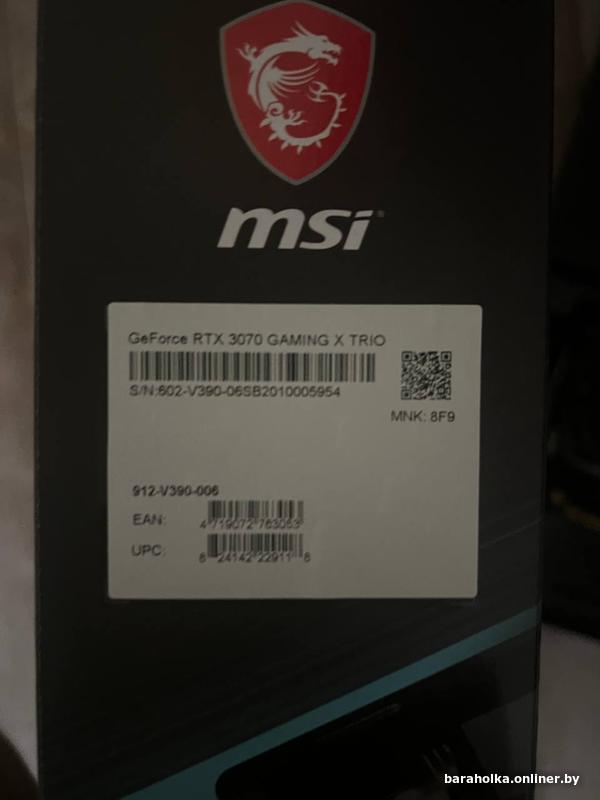 msi
GeForce RTX 3070 GAMING X TRIO
S/N:602-V390-06SB2010005954
MNK: 8F9
912-V390-006
EAN: 4 719072 763053
UPC: 8 24142 22911 8
baraholka.onliner.by